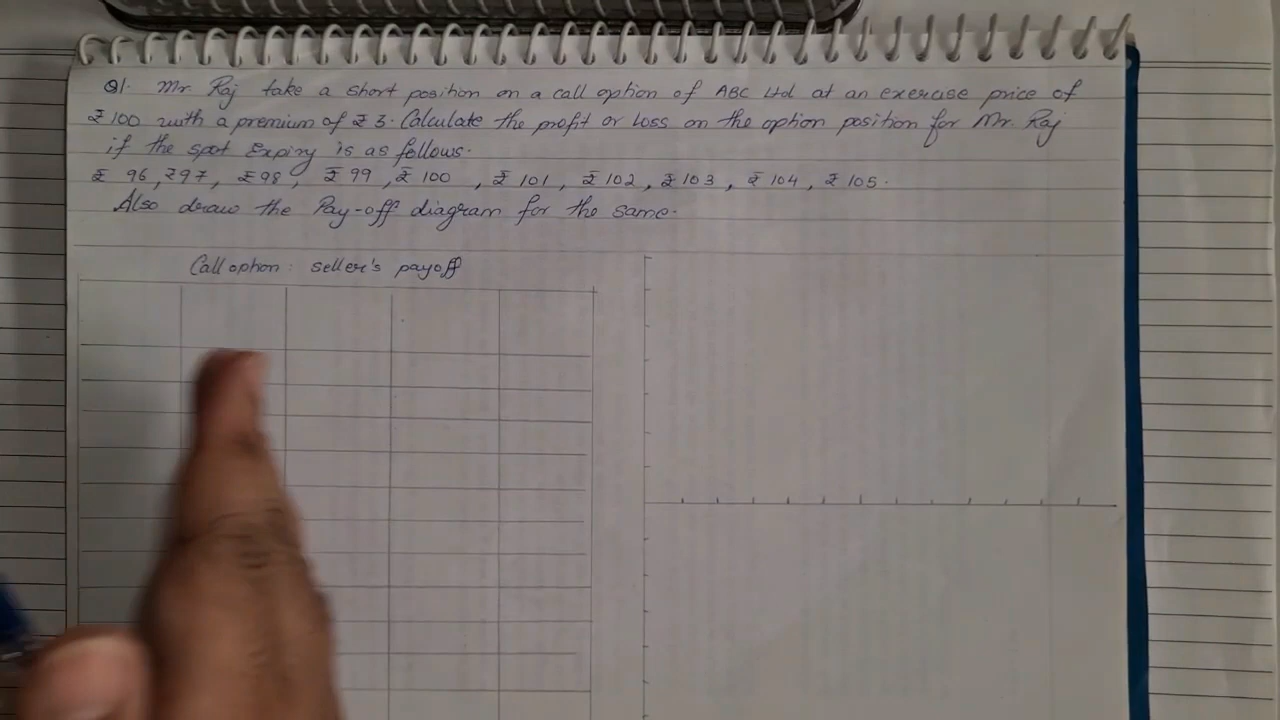 Q1. Mr. Raj take a short position on a call option of ABC Ltd at an exercise price of
₹ 100 with a premium of ₹ 3. Calculate the profit or Loss on the option position for Mr. Raj
if the spot Expiry is as follows.
₹ 96, ₹97, ₹98, ₹ 99, ₹ 100, ₹ 101, ₹ 102, ₹ 103, ₹ 104, ₹ 105.
Also draw the Pay-off diagram for the same.
Call option: seller's payoff